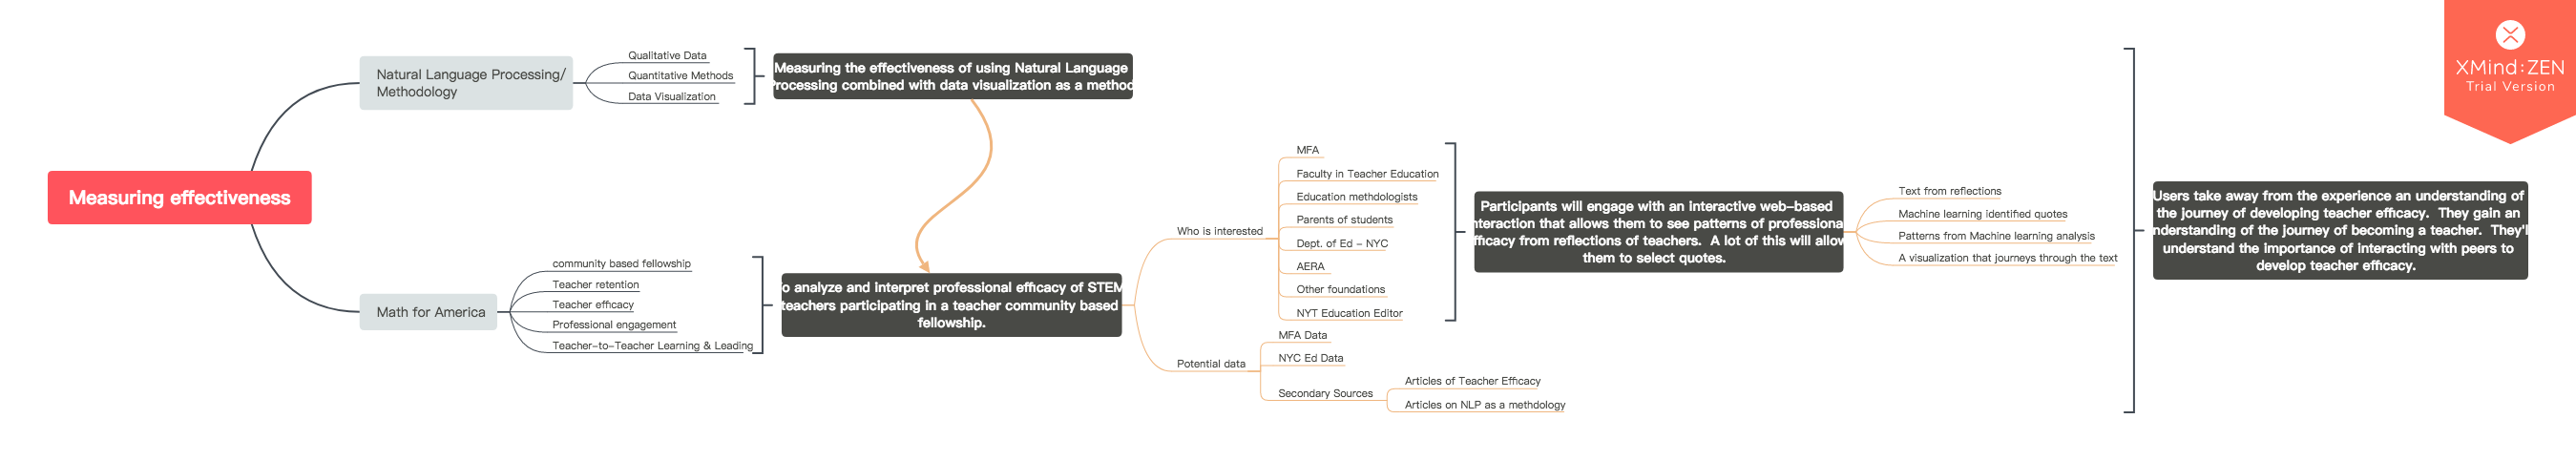 Measuring effectiveness
Natural Language Processing/
Methodology
Qualitative Data
Quantitative Methods
Data Visualization
Measuring the effectiveness of using Natural Language
rocessing combined with data visualization as a method
Math for America
community based fellowship
Teacher retention
Teacher efficacy
Professional engagement
Teacher-to-Teacher Learning & Leading
o analyze and interpret professional efficacy of STEM
teachers participating in a teacher community based
fellowship.
Who is interested
MFA
Faculty in Teacher Education
Education methdologists
Parents of students
Dept. of Ed - NYC
AERA
Other foundations
NYT Education Editor
Potential data
MFA Data
NYC Ed Data
Secondary Sources
Articles of Teacher Efficacy
Articles on NLP as a methdology
Participants will engage with an interactive web-based
nteraction that allows them to see patterns of professiona
fficacy from reflections of teachers. A lot of this will allow
them to select quotes.
Text from reflections
Machine learning identified quotes
Patterns from Machine learning analysis
A visualization that journeys through the text
Users take away from the experience an understanding of
the journey of developing teacher efficacy. They gain an
nderstanding of the journey of becoming a teacher. They'l
understand the importance of interacting with peers to
develop teacher efficacy.
XMind:ZEN
Trial Version